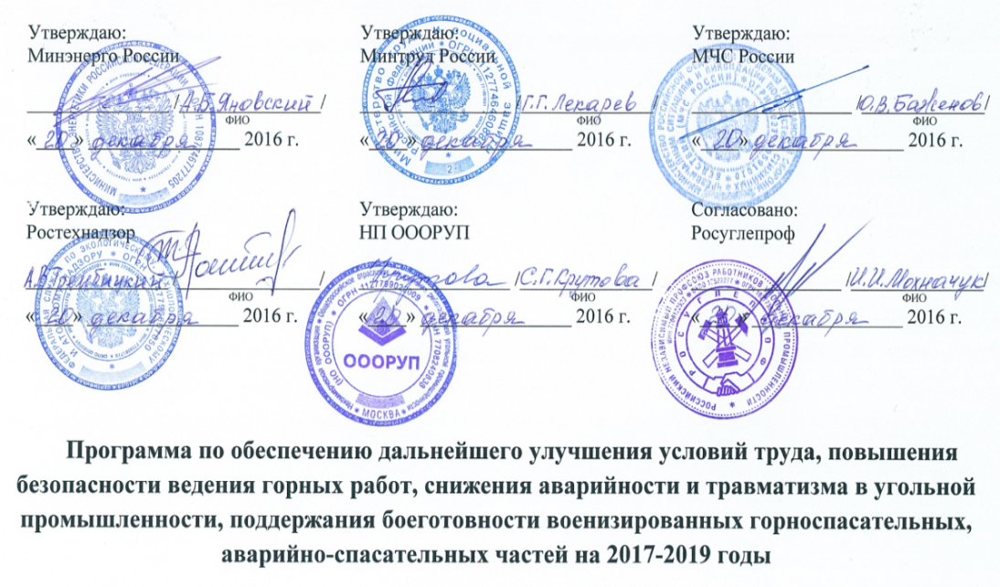 Утверждаю:
Минэнерго России
/ А.Б. Яновский /
« 20 » декабря 2016 г.
Утверждаю:
Минтруд России
/ Г.Г. Лекарев /
ФИО
« 20 » декабря 2016 г.
Утверждаю:
МЧС России
/ Ю.В. Баженов /
ФИО
« 20 » декабря 2016 г.
Утверждаю:
Ростехнадзор
А.В. Трембицкий /
ФИО
« 20 » декабря 2016 г.
Утверждаю:
НП ОООРУП
/ С.Г. Крутова /
ФИО
« 20 » декабря 2016 г.
ОООРУП
МОСКВА
Согласовано:
Росуглепроф
/ И.И. Мохначук /
ФИО
« 20 » декабря 2016 г.
РОСУГЛЕПРОФ
Программа по обеспечению дальнейшего улучшения условий труда, повышения
безопасности ведения горных работ, снижения аварийности и травматизма в угольной
промышленности, поддержания боеготовности военизированных горноспасательных,
аварийно-спасательных частей на 2017-2019 годы